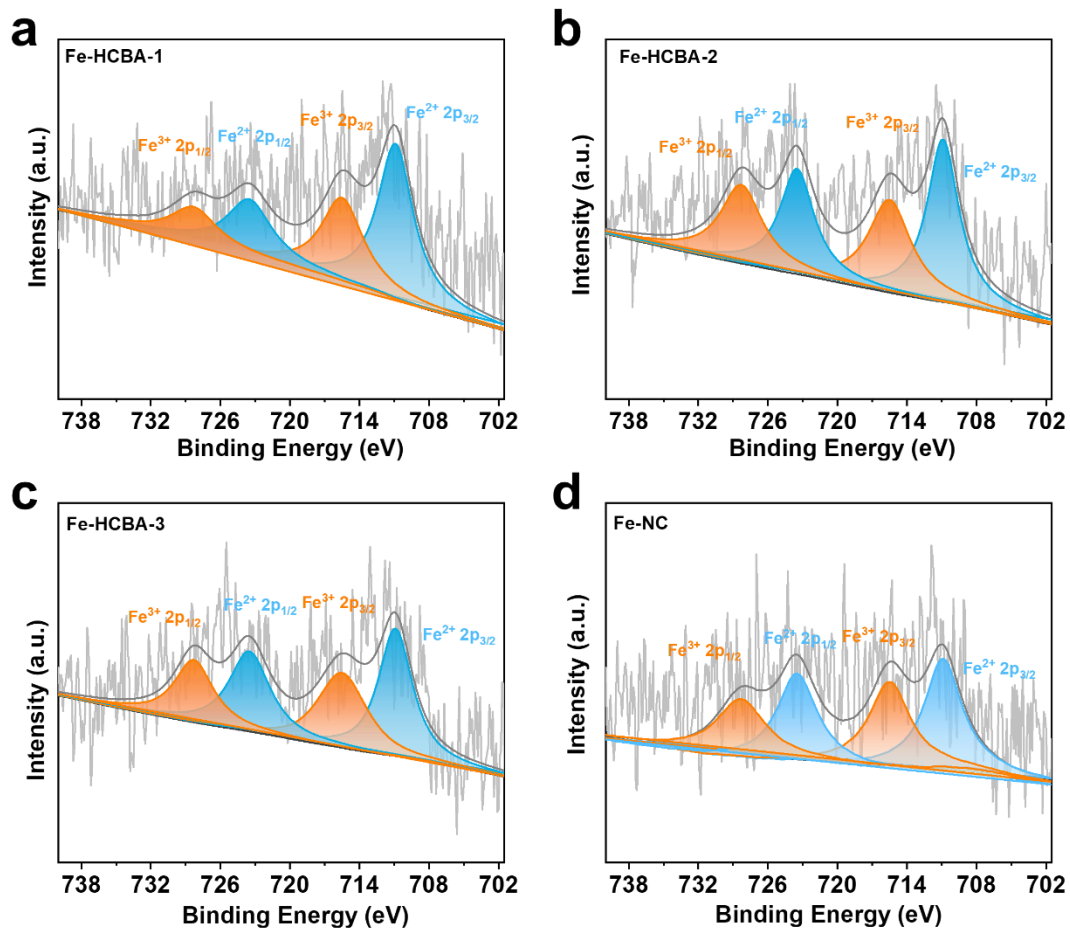 a
Fe-HCBA-1
Fe³⁺ 2p₁/₂
Fe²⁺ 2p₁/₂
Fe³⁺ 2p₃/₂
Fe²⁺ 2p₃/₂
Intensity (a.u.)
738 732 726 720 714 708 702
Binding Energy (eV)
b
Fe-HCBA-2
Fe³⁺ 2p₁/₂
Fe²⁺ 2p₁/₂
Fe³⁺ 2p₃/₂
Fe²⁺ 2p₃/₂
Intensity (a.u.)
738 732 726 720 714 708 702
Binding Energy (eV)
c
Fe-HCBA-3
Fe³⁺ 2p₁/₂
Fe²⁺ 2p₁/₂
Fe³⁺ 2p₃/₂
Fe²⁺ 2p₃/₂
Intensity (a.u.)
738 732 726 720 714 708 702
Binding Energy (eV)
d
Fe-NC
Fe³⁺ 2p₁/₂
Fe²⁺ 2p₁/₂
Fe³⁺ 2p₃/₂
Fe²⁺ 2p₃/₂
Intensity (a.u.)
738 732 726 720 714 708 702
Binding Energy (eV)